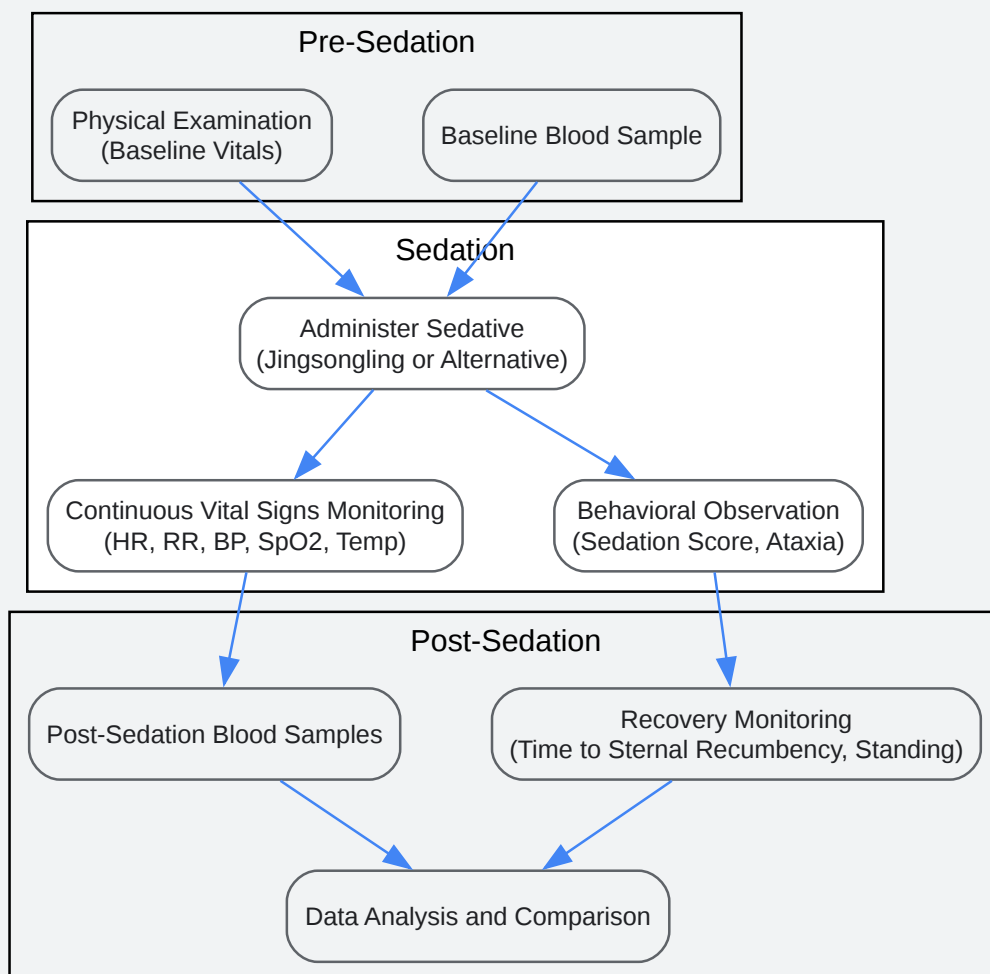 Pre-Sedation
Physical Examination
(Baseline Vitals)
Baseline Blood Sample
Sedation
Administer Sedative
(Jingsongling or Alternative)
Continuous Vital Signs Monitoring
(HR, RR, BP, SpO2, Temp)
Behavioral Observation
(Sedation Score, Ataxia)
Post-Sedation
Post-Sedation Blood Samples
Recovery Monitoring
(Time to Sternal Recumbency, Standing)
Data Analysis and Comparison